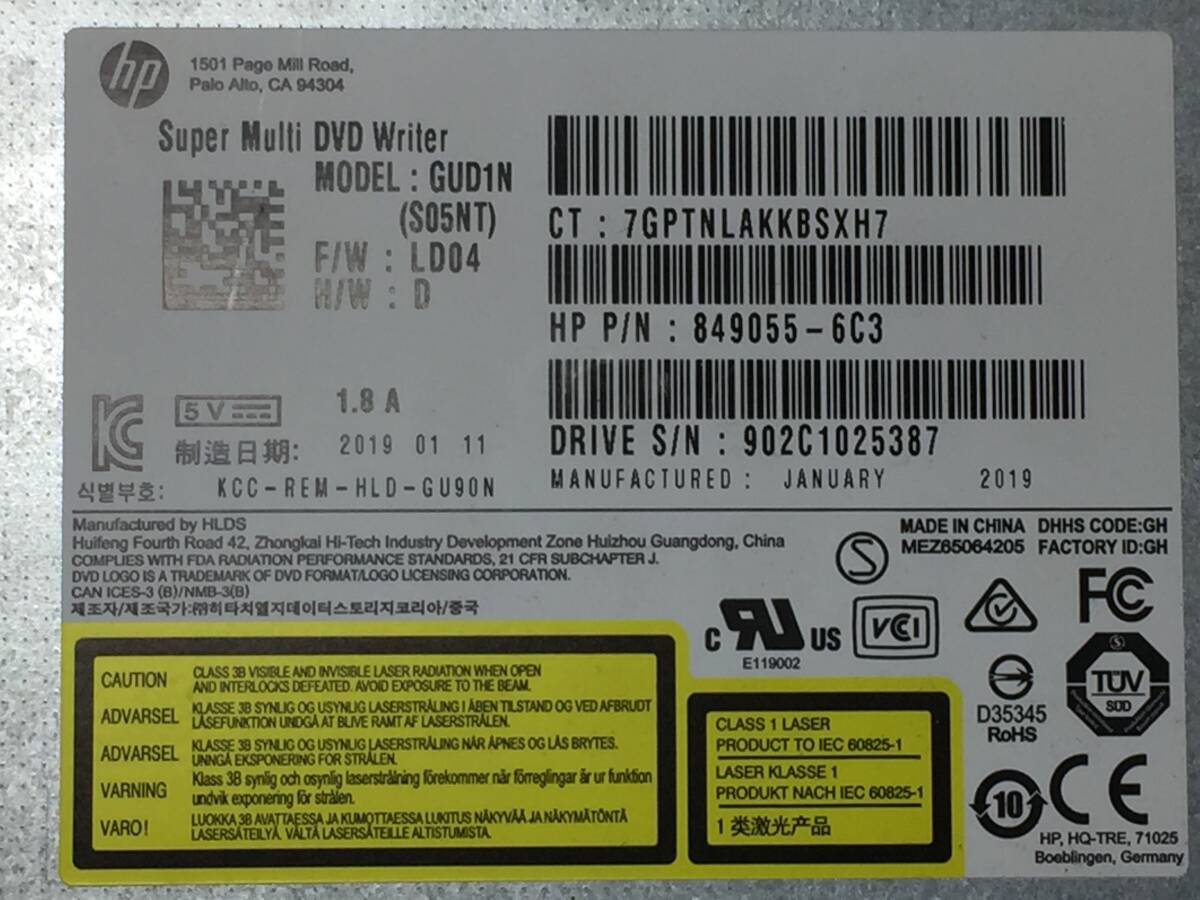 hp
1501 Page Mill Road,
Palo Alto, CA 94304
Super Multi DVD Writer
MODEL : GUD1N
(S05NT)
F/W : LD04
H/W : D
CT : 7GPTNLAKKBSXH7
HP P/N : 849055-6C3
DRIVE S/N : 902C1025387
MANUFACTURED : JANUARY 2019
5V 1.8 A
制造日期: 2019 01 11
식별부호: KCC-REM-HLD-GU90N
Manufactured by HLDS
Huifeng Fourth Road 42, Zhongkai Hi-Tech Industry Development Zone Huizhou Guangdong, China
COMPLIES WITH FDA RADIATION PERFORMANCE STANDARDS, 21 CFR SUBCHAPTER J.
DVD LOGO IS A TRADEMARK OF DVD FORMAT/LOGO LICENSING CORPORATION.
CAN ICES-3 (B)/NMB-3(B)
제조자/제조국가:㈜히타치엘지데이터스토리지코리아/중국
MADE IN CHINA DHHS CODE:GH
MEZ65064205 FACTORY ID:GH
S
c RU US
E119002
VCI
FC
D35345
RoHS
S
TÜV
SÜD
10
CE
HP, HQ-TRE, 71025
Boeblingen, Germany
CAUTION CLASS 3B VISIBLE AND INVISIBLE LASER RADIATION WHEN OPEN
AND INTERLOCKS DEFEATED. AVOID EXPOSURE TO THE BEAM.
ADVARSEL KLASSE 3B SYNLIG OG USYNLIG LASERSTRÅLING I ÅBEN TILSTAND OG VED AFBRUDT
LÅSEFUNKTION UNDGÅ AT BLIVE RAMT AF LASERSTRÅLEN.
ADVARSEL KLASSE 3B SYNLIG OG USYNLIG LASERSTRÅLING NÅR ÅPNES OG LÅS BRYTES.
UNNGÅ EKSPONERING FOR STRÅLEN.
VARNING Klass 3B synlig och osynlig laserstrålning förekommer når förreglingar är ur funktion
undvik exponering för strålen.
VARO! LUOKKA 3B AVATTAESSA JA KUMOTTAESSA LUKITUS NÄKYVÄÄ JA NÄKYMÄTÖNTÄ
LASERSÄTEILYÄ. VÄLTÄ LASERSÄTEILLE ALTISTUMISTA.
CLASS 1 LASER
PRODUCT TO IEC 60825-1
LASER KLASSE 1
PRODUKT NACH IEC 60825-1
1 类激光产品